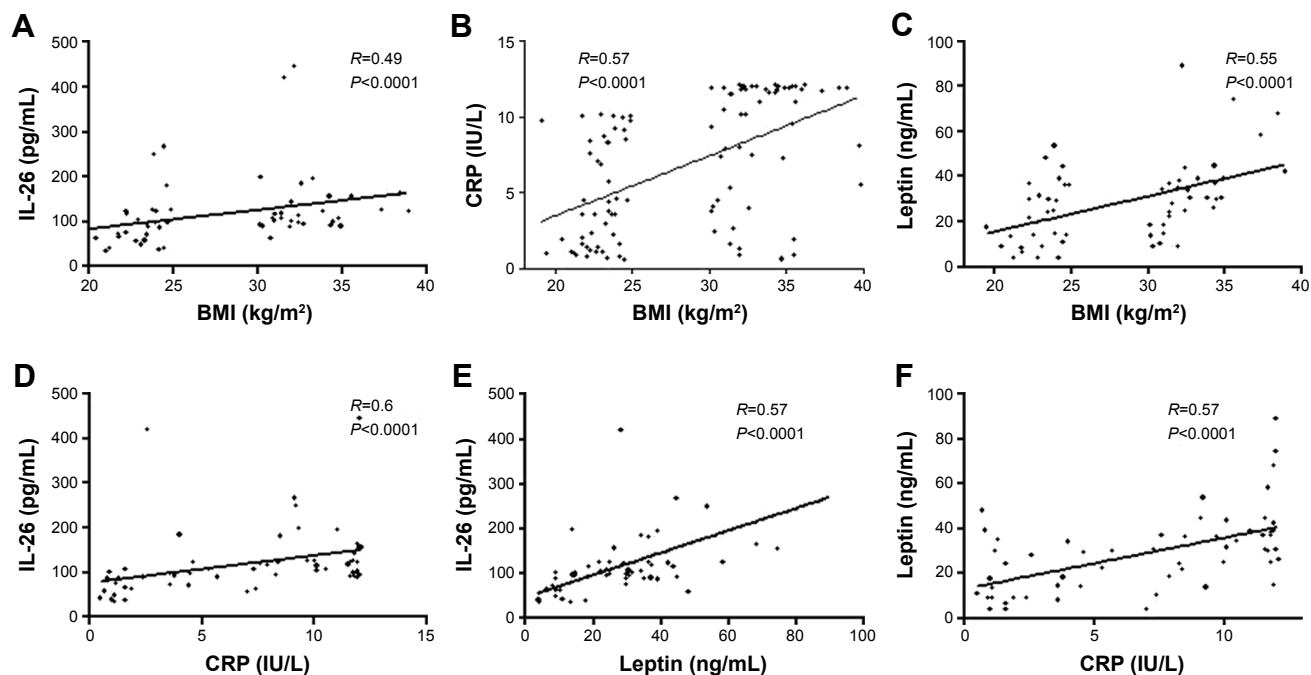 A
500
400
300
200
100
0
IL-26 (pg/mL)
R=0.49
P<0.0001
20 25 30 35 40
BMI (kg/m²)
B
15
10
5
0
CRP (IU/L)
R=0.57
P<0.0001
20 25 30 35 40
BMI (kg/m²)
C
100
80
60
40
20
0
Leptin (ng/mL)
R=0.55
P<0.0001
20 25 30 35 40
BMI (kg/m²)
D
500
400
300
200
100
0
IL-26 (pg/mL)
R=0.6
P<0.0001
0 5 10 15
CRP (IU/L)
E
500
400
300
200
100
0
IL-26 (pg/mL)
R=0.57
P<0.0001
0 20 40 60 80 100
Leptin (ng/mL)
F
100
80
60
40
20
0
Leptin (ng/mL)
R=0.57
P<0.0001
0 5 10
CRP (IU/L)